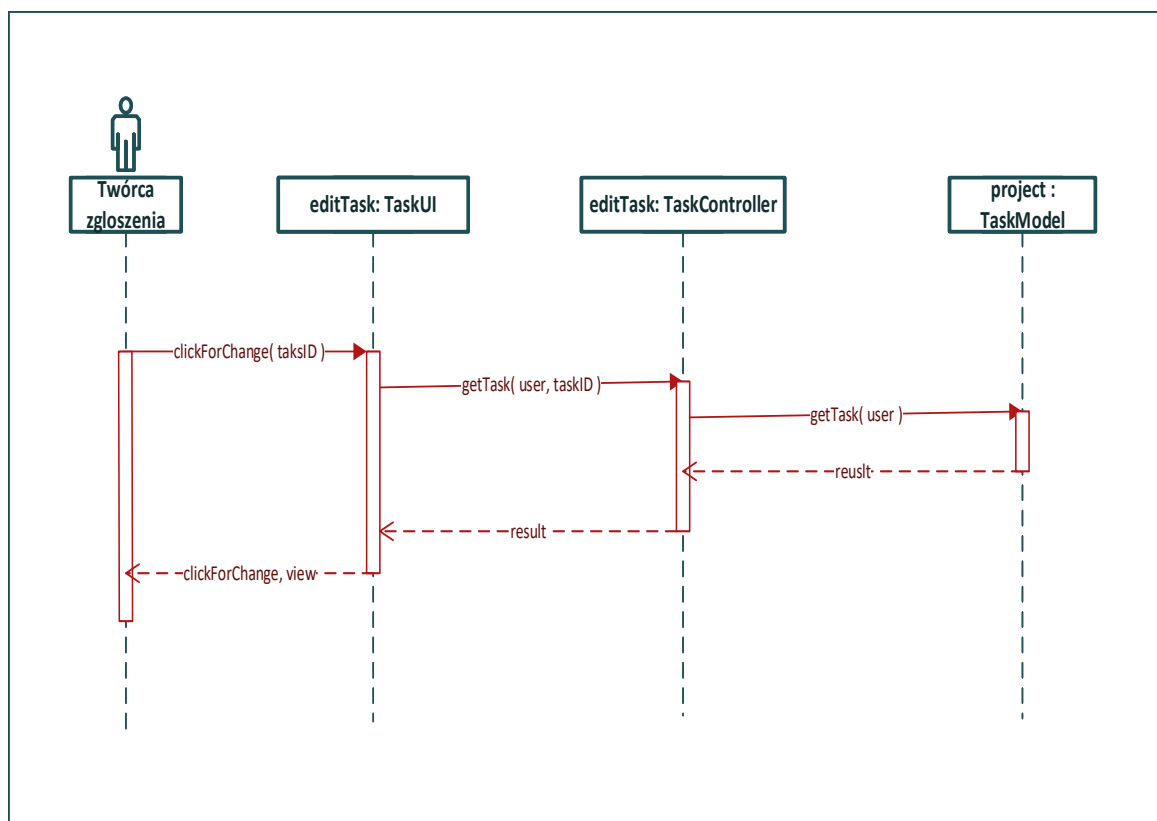 Twórca
zgloszenia
editTask: TaskUI
editTask: TaskController
project :
TaskModel
clickForChange( taksID )
getTask( user, taskID )
getTask( user )
reuslt
result
clickForChange, view